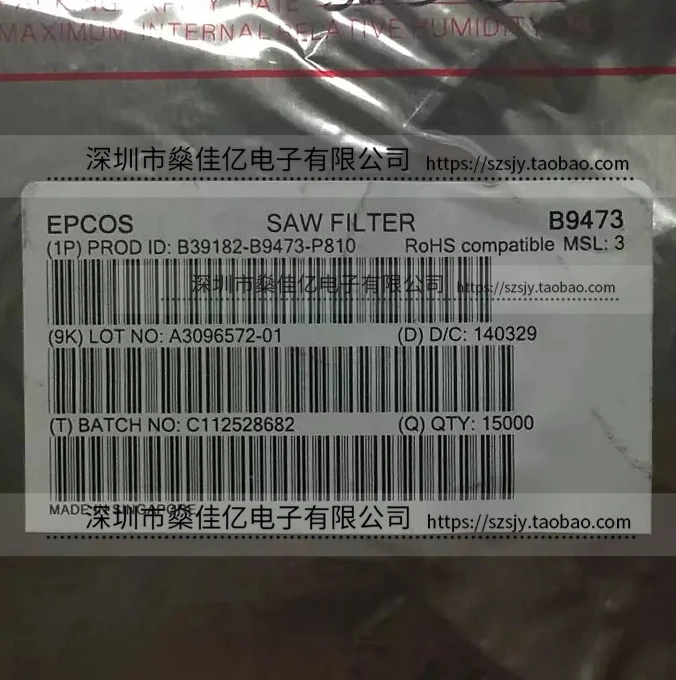 MAXIMUM INTERNAL RELATIVE HUMIDITY
深圳市燊佳亿电子有限公司 https://szsjy.taobao.com
EPCOS SAW FILTER B9473
(1P) PROD ID: B39182-B9473-P810 RoHS compatible MSL: 3
深圳市燊佳亿电子有限公司 https://szsjy.taobao.com
(9K) LOT NO: A3096572-01 (D) D/C: 140329
(T) BATCH NO: C112528682 (Q) QTY: 15000
MADE IN SINGAPORE
深圳市燊佳亿电子有限公司 https://szsjy.taobao.com